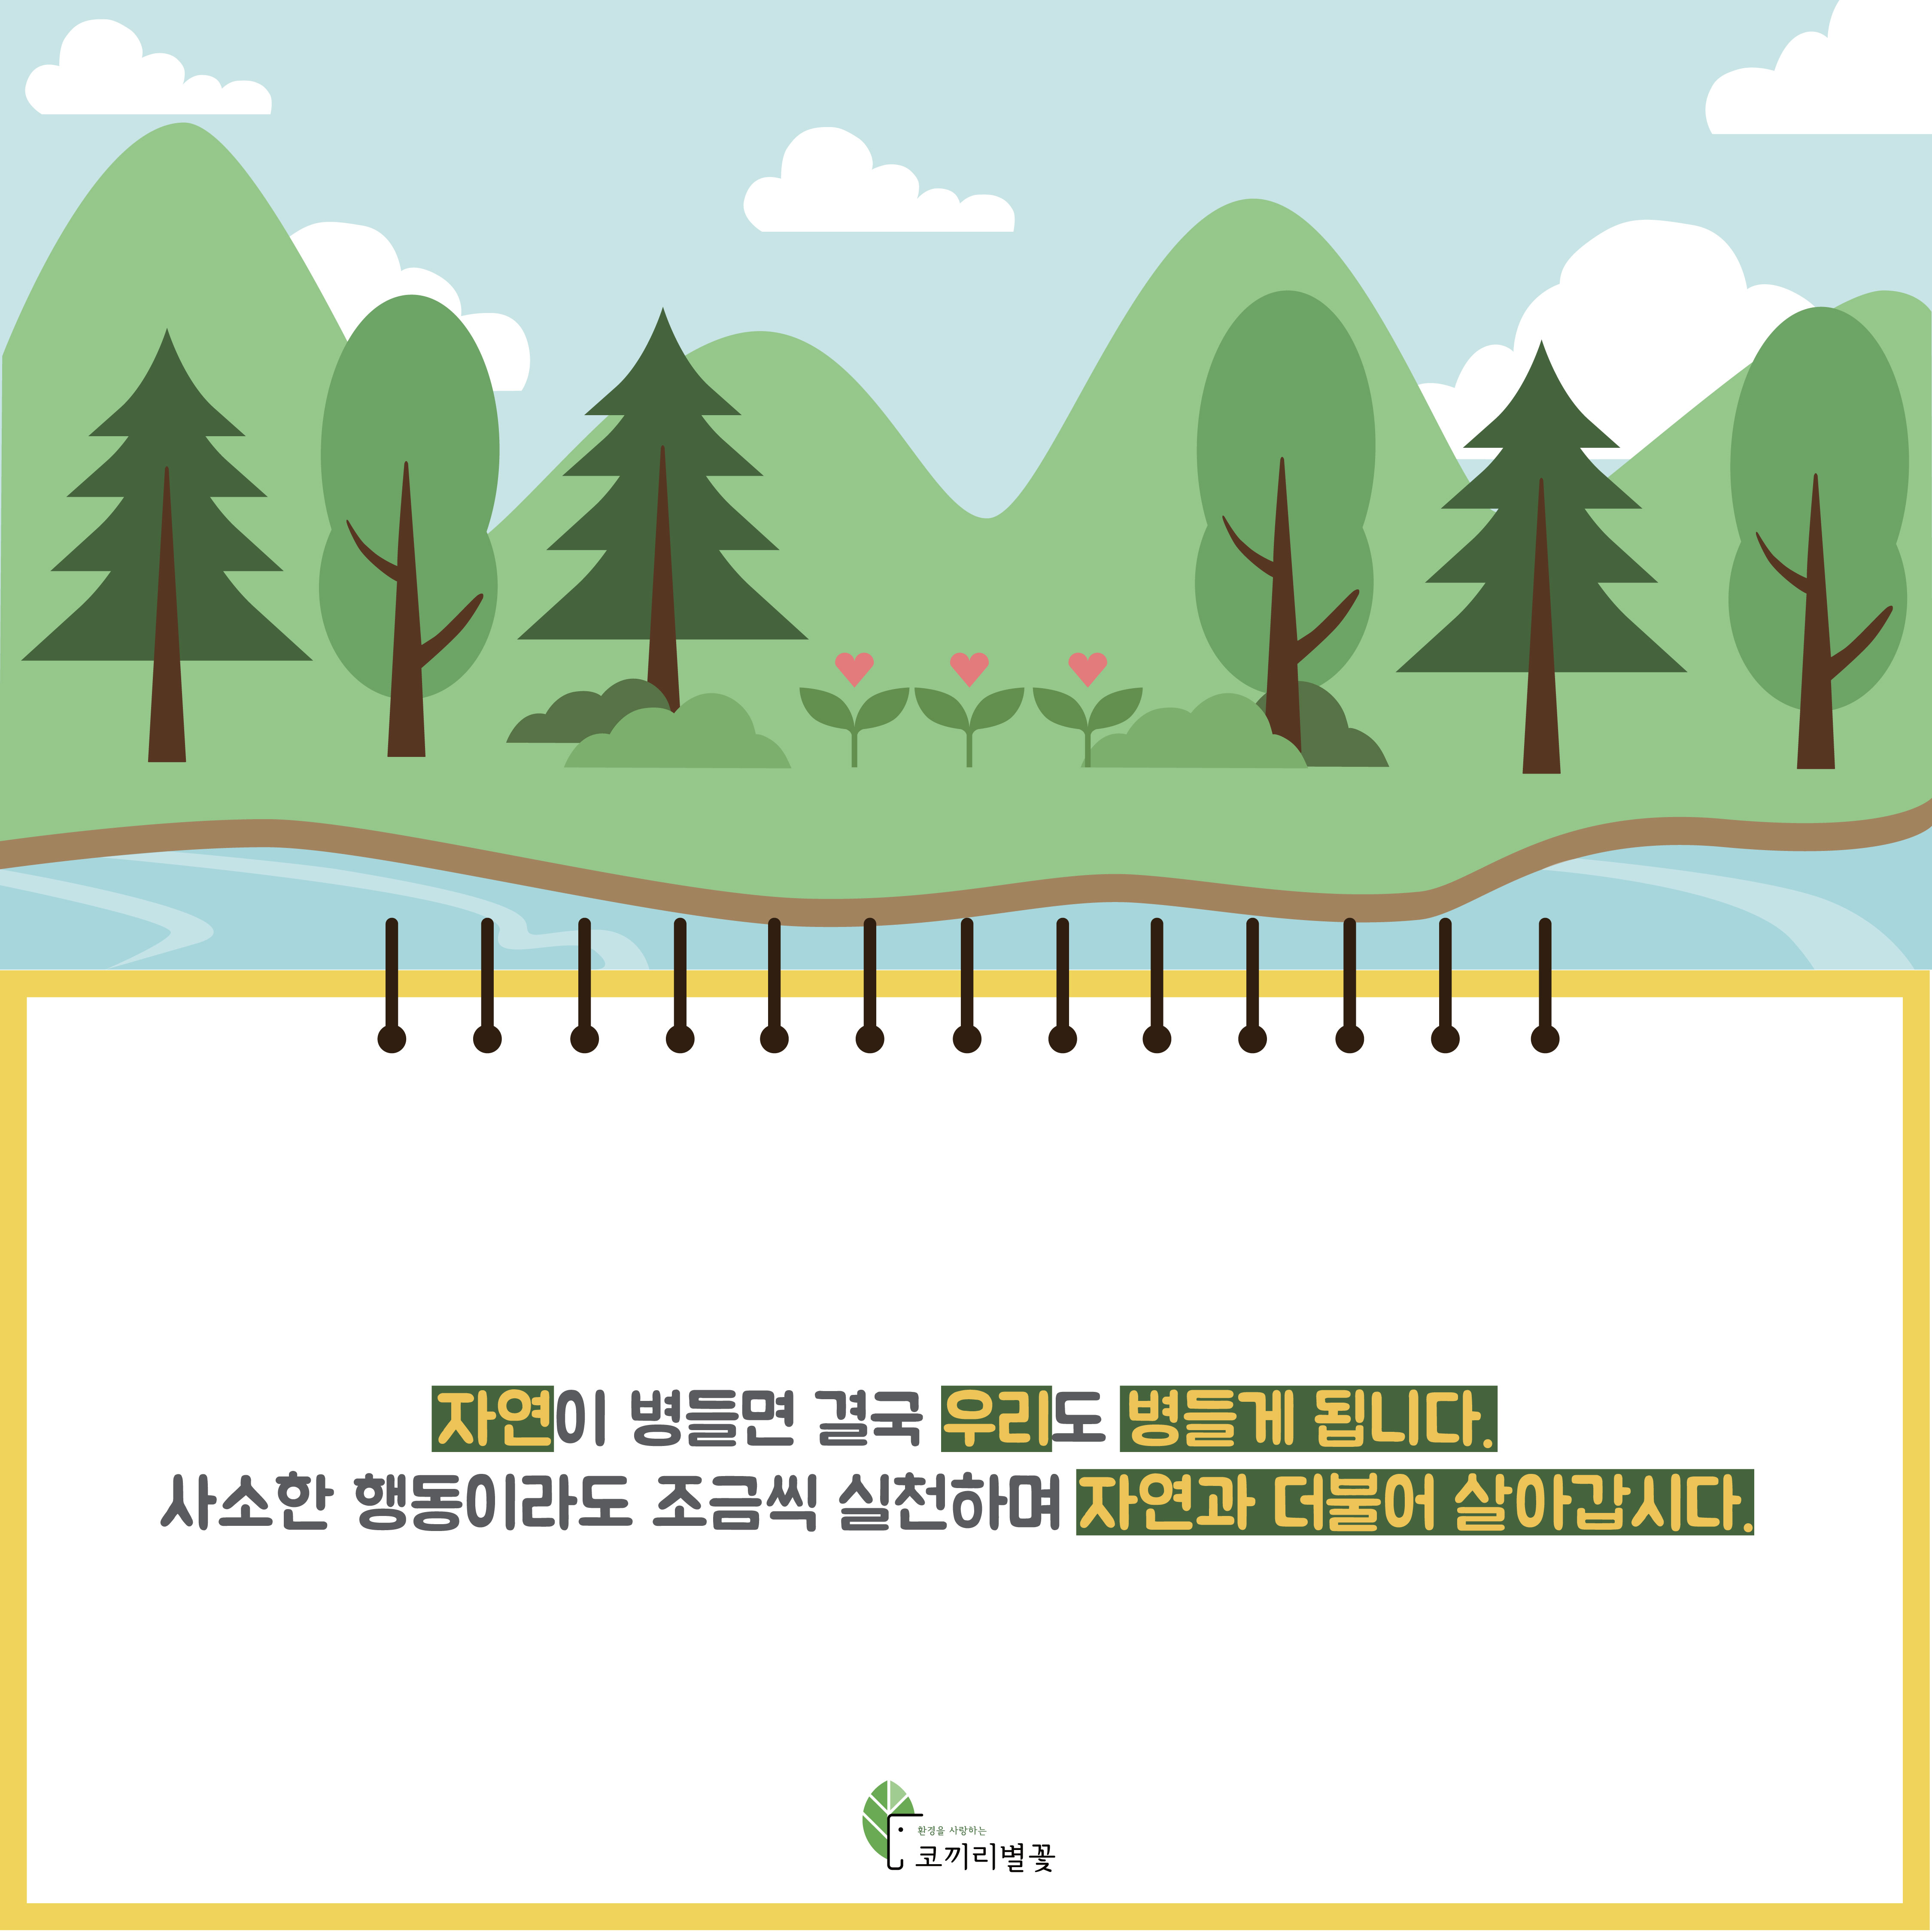 자연이 병들면 결국 우리도 병들게 됩니다.
사소한 행동이라도 조금씩 실천하며 자연과 더불어 살아갑시다.
환경을 사랑하는
코끼리별꽃